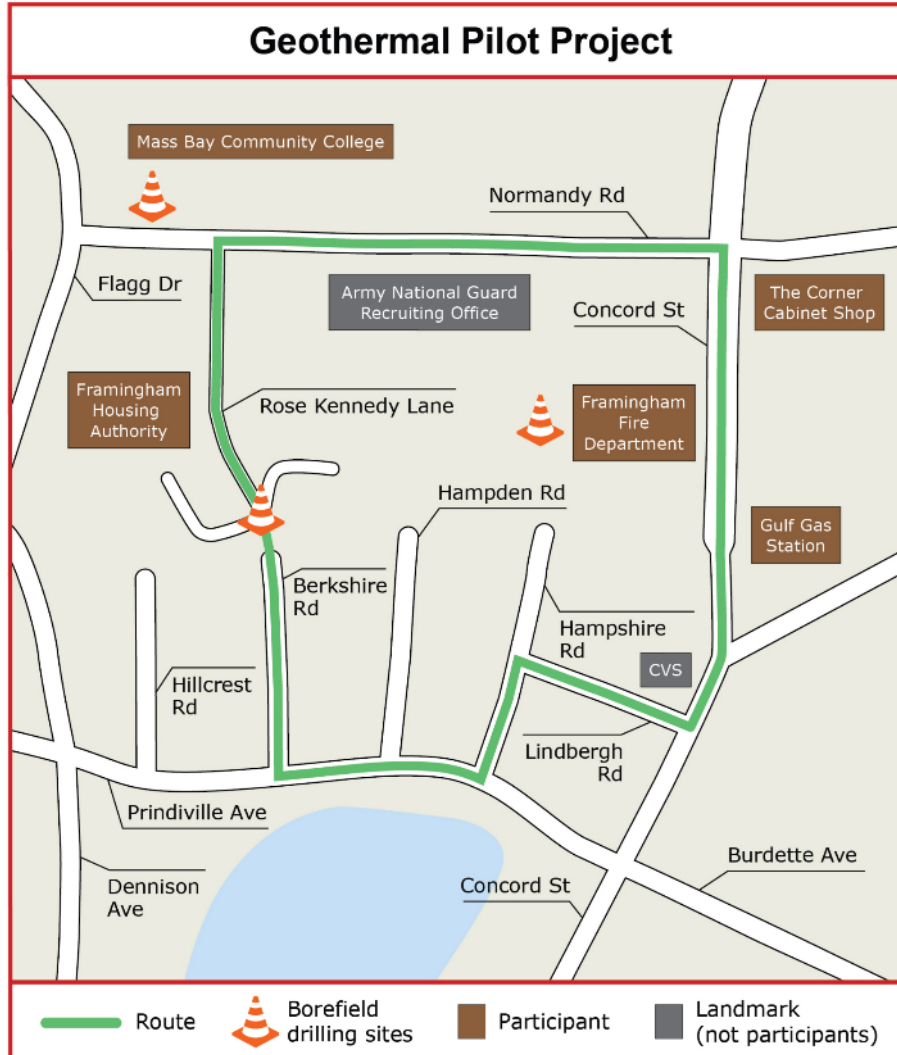 Geothermal Pilot Project
Mass Bay Community College
Normandy Rd
Flagg Dr
Army National Guard
Recruiting Office
Concord St
The Corner
Cabinet Shop
Framingham
Housing
Authority
Rose Kennedy Lane
Framingham
Fire
Department
Hampden Rd
Gulf Gas
Station
Berkshire
Rd
Hampshire
Rd
CVS
Hillcrest
Rd
Lindbergh
Rd
Prindiville Ave
Dennison
Ave
Concord St
Burdette Ave
Route
Borefield
drilling sites
Participant
Landmark
(not participants)